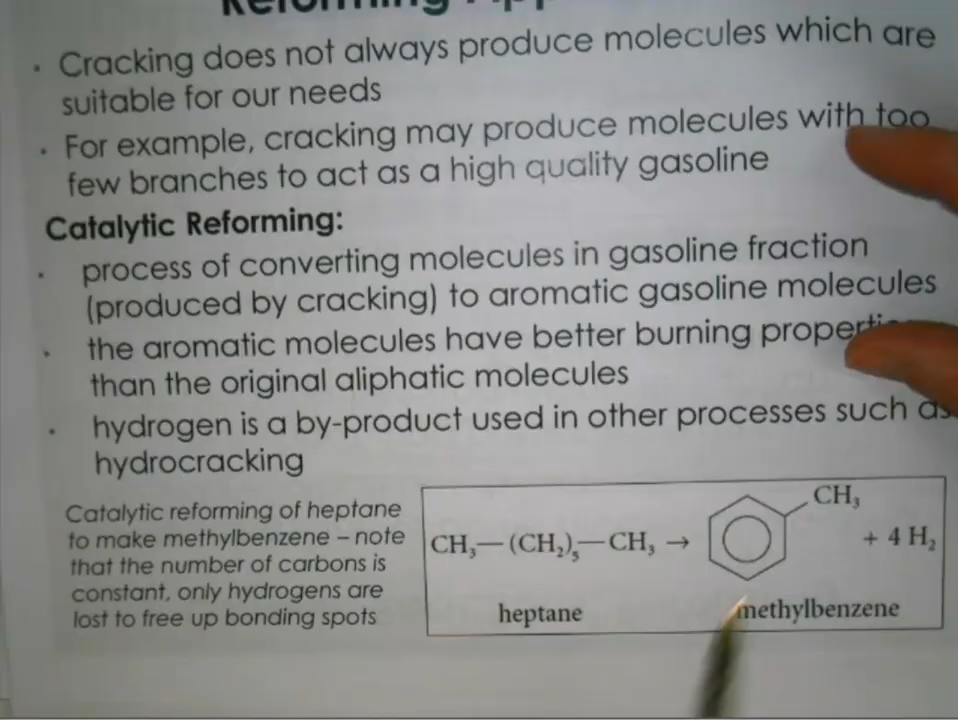 Reforming
· Cracking does not always produce molecules which are
suitable for our needs
· For example, cracking may produce molecules with too
few branches to act as a high quality gasoline
Catalytic Reforming:
· process of converting molecules in gasoline fraction
(produced by cracking) to aromatic gasoline molecules
· the aromatic molecules have better burning
than the original aliphatic molecules
· hydrogen is a by-product used in other processes such as
hydrocracking
Catalytic reforming of heptane
to make methylbenzene – note
that the number of carbons is
constant, only hydrogens are
lost to free up bonding spots
CH₃
CH₃—(CH₂)₅—CH₃ → + 4 H₂
heptane methylbenzene